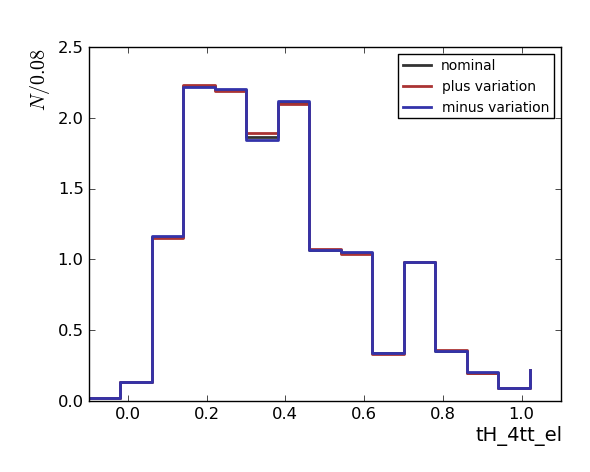 N/0.08
2.5
2.0
1.5
1.0
0.5
0.0
nominal
plus variation
minus variation
0.0 0.2 0.4 0.6 0.8 1.0
tH_4tt_el